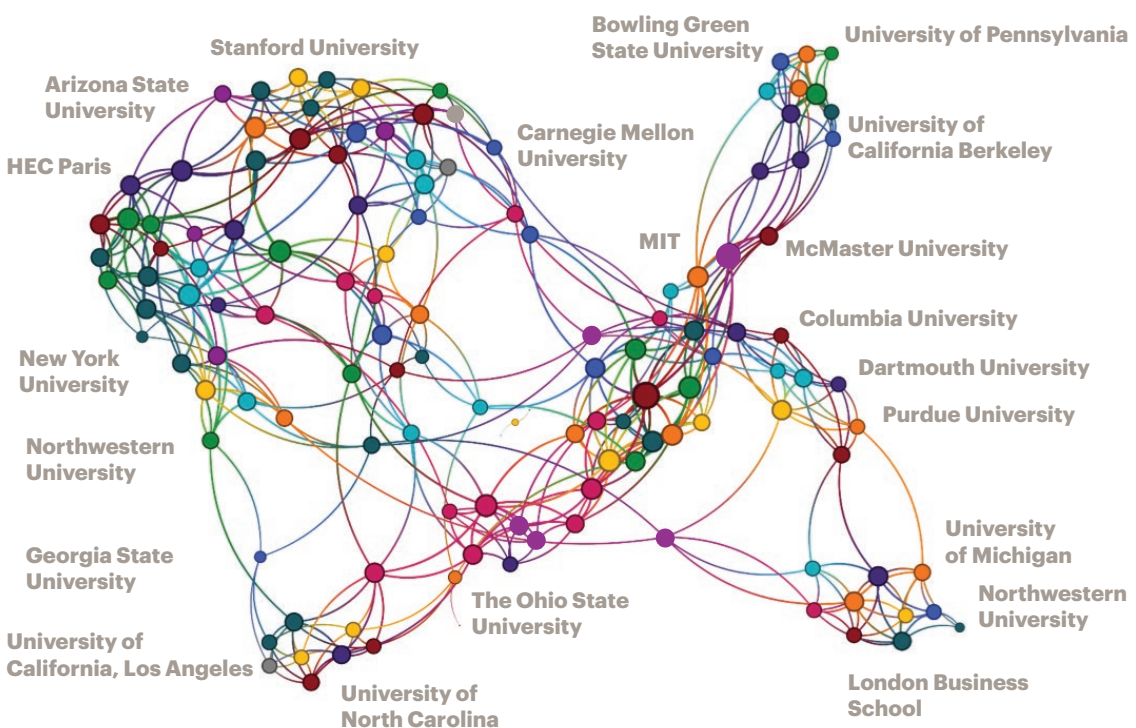 Bowling Green
State University
University of Pennsylvania
Stanford University
Arizona State
University
Carnegie Mellon
University
University of
California Berkeley
HEC Paris
MIT
McMaster University
Columbia University
New York
University
Dartmouth University
Purdue University
Northwestern
University
University
of Michigan
Georgia State
University
The Ohio State
University
Northwestern
University
University of
California, Los Angeles
University of
North Carolina
London Business
School